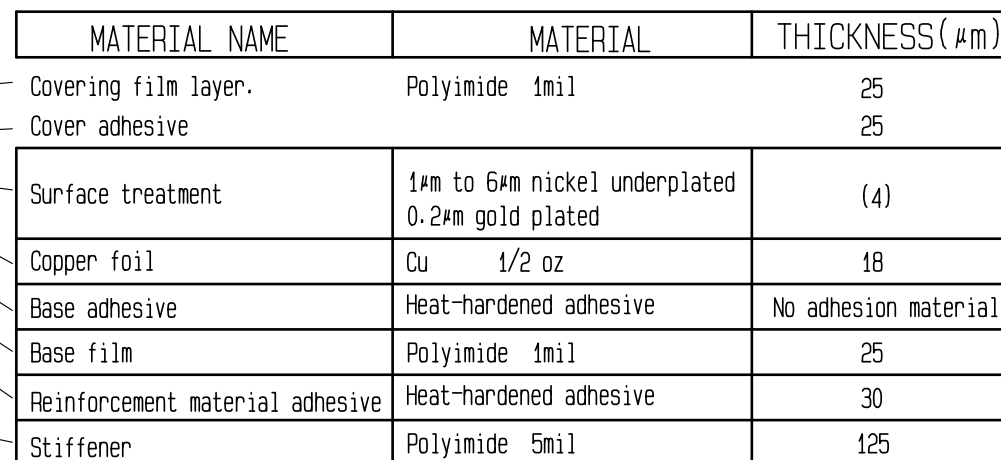 MATERIAL NAME MATERIAL THICKNESS(μm)
Covering film layer. Polyimide 1mil 25
Cover adhesive 25
Surface treatment 1μm to 6μm nickel underplated (4)
0.2μm gold plated
Copper foil Cu 1/2 oz 18
Base adhesive Heat-hardened adhesive No adhesion material
Base film Polyimide 1mil 25
Reinforcement material adhesive Heat-hardened adhesive 30
Stiffener Polyimide 5mil 125